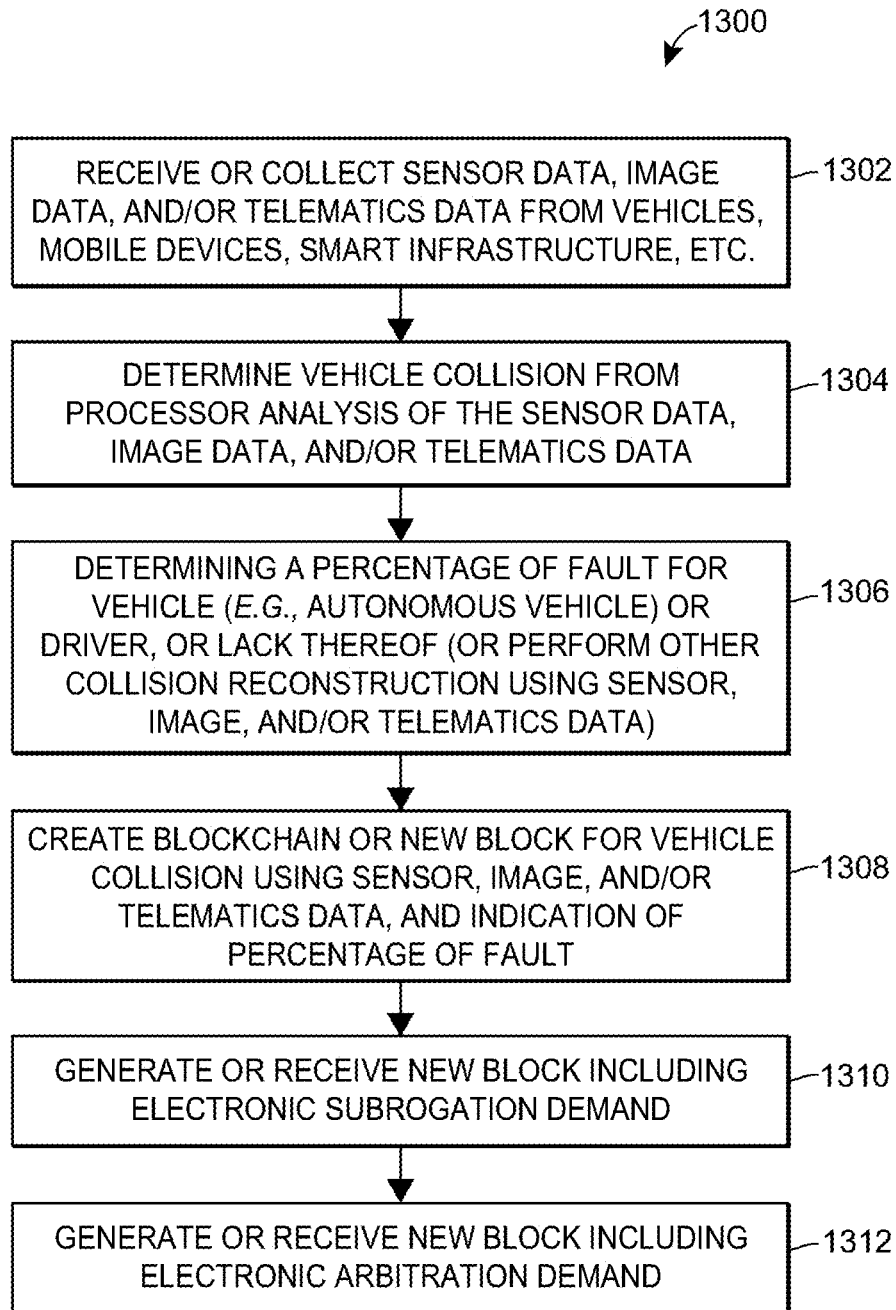 1300
RECEIVE OR COLLECT SENSOR DATA, IMAGE
DATA, AND/OR TELEMATICS DATA FROM VEHICLES,
MOBILE DEVICES, SMART INFRASTRUCTURE, ETC.
1302
DETERMINE VEHICLE COLLISION FROM
PROCESSOR ANALYSIS OF THE SENSOR DATA,
IMAGE DATA, AND/OR TELEMATICS DATA
1304
DETERMINING A PERCENTAGE OF FAULT FOR
VEHICLE (E.G., AUTONOMOUS VEHICLE) OR
DRIVER, OR LACK THEREOF (OR PERFORM OTHER
COLLISION RECONSTRUCTION USING SENSOR,
IMAGE, AND/OR TELEMATICS DATA)
1306
CREATE BLOCKCHAIN OR NEW BLOCK FOR VEHICLE
COLLISION USING SENSOR, IMAGE, AND/OR
TELEMATICS DATA, AND INDICATION OF
PERCENTAGE OF FAULT
1308
GENERATE OR RECEIVE NEW BLOCK INCLUDING
ELECTRONIC SUBROGATION DEMAND
1310
GENERATE OR RECEIVE NEW BLOCK INCLUDING
ELECTRONIC ARBITRATION DEMAND
1312